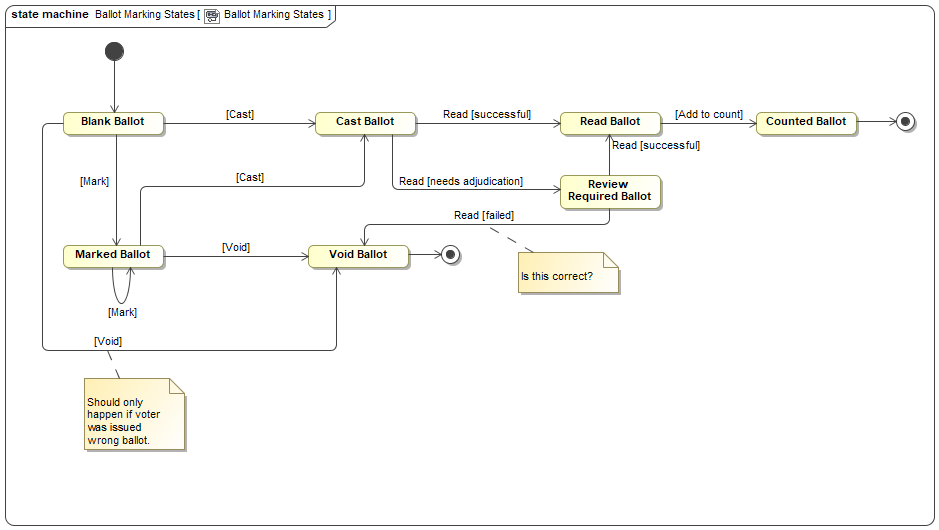 state machine Ballot Marking States [ Ballot Marking States ]
Blank Ballot
[Cast]
Cast Ballot
Read [successful]
Read Ballot
[Add to count]
Counted Ballot
Read [successful]
[Mark]
[Cast]
Read [needs adjudication]
Review
Required Ballot
Read [failed]
Marked Ballot
[Void]
Void Ballot
Is this correct?
[Mark]
[Void]
Should only
happen if voter
was issued
wrong ballot.